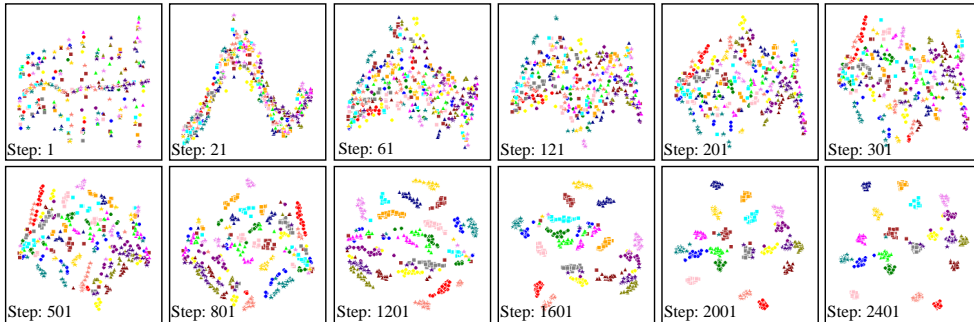 Step: 1
Step: 21
Step: 61
Step: 121
Step: 201
Step: 301
Step: 501
Step: 801
Step: 1201
Step: 1601
Step: 2001
Step: 2401